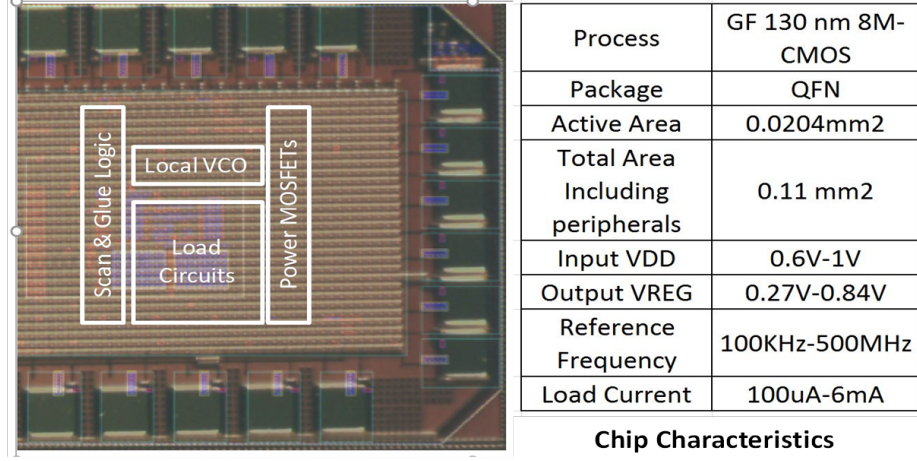 Scan & Glue Logic
Local VCO
Load
Circuits
Power MOSFETs
Process
GF 130 nm 8M-
CMOS
Package
QFN
Active Area
0.0204mm2
Total Area
Including
peripherals
0.11 mm2
Input VDD
0.6V-1V
Output VREG
0.27V-0.84V
Reference
Frequency
100KHz-500MHz
Load Current
100uA-6mA
Chip Characteristics